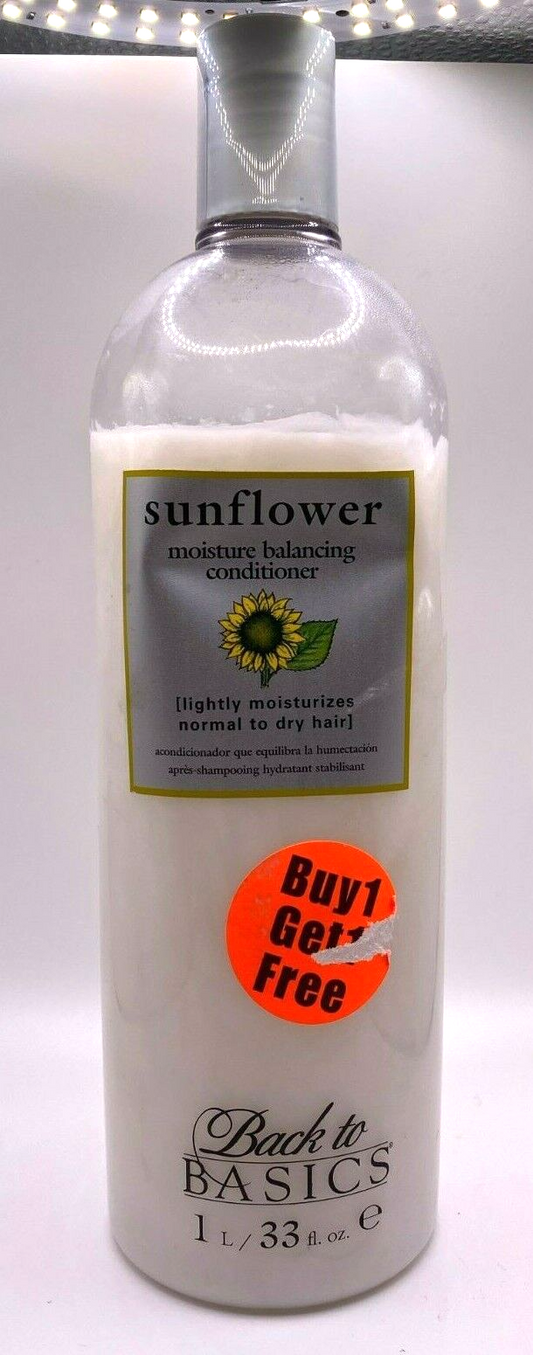 sunflower
moisture balancing
conditioner
[lightly moisturizes
normal to dry hair]
acondicionador que equilibra la humectación
après-shampooing hydratant stabilisant
Buy1
Get1
Free
Back to
BASICS®
1 L / 33 fl. oz. e